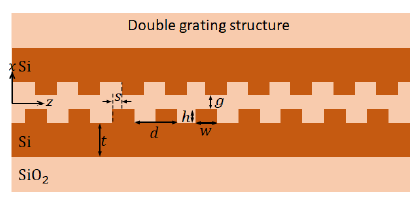 Double grating structure
x Si
z
s
g
h
d
w
Si
t
SiO₂